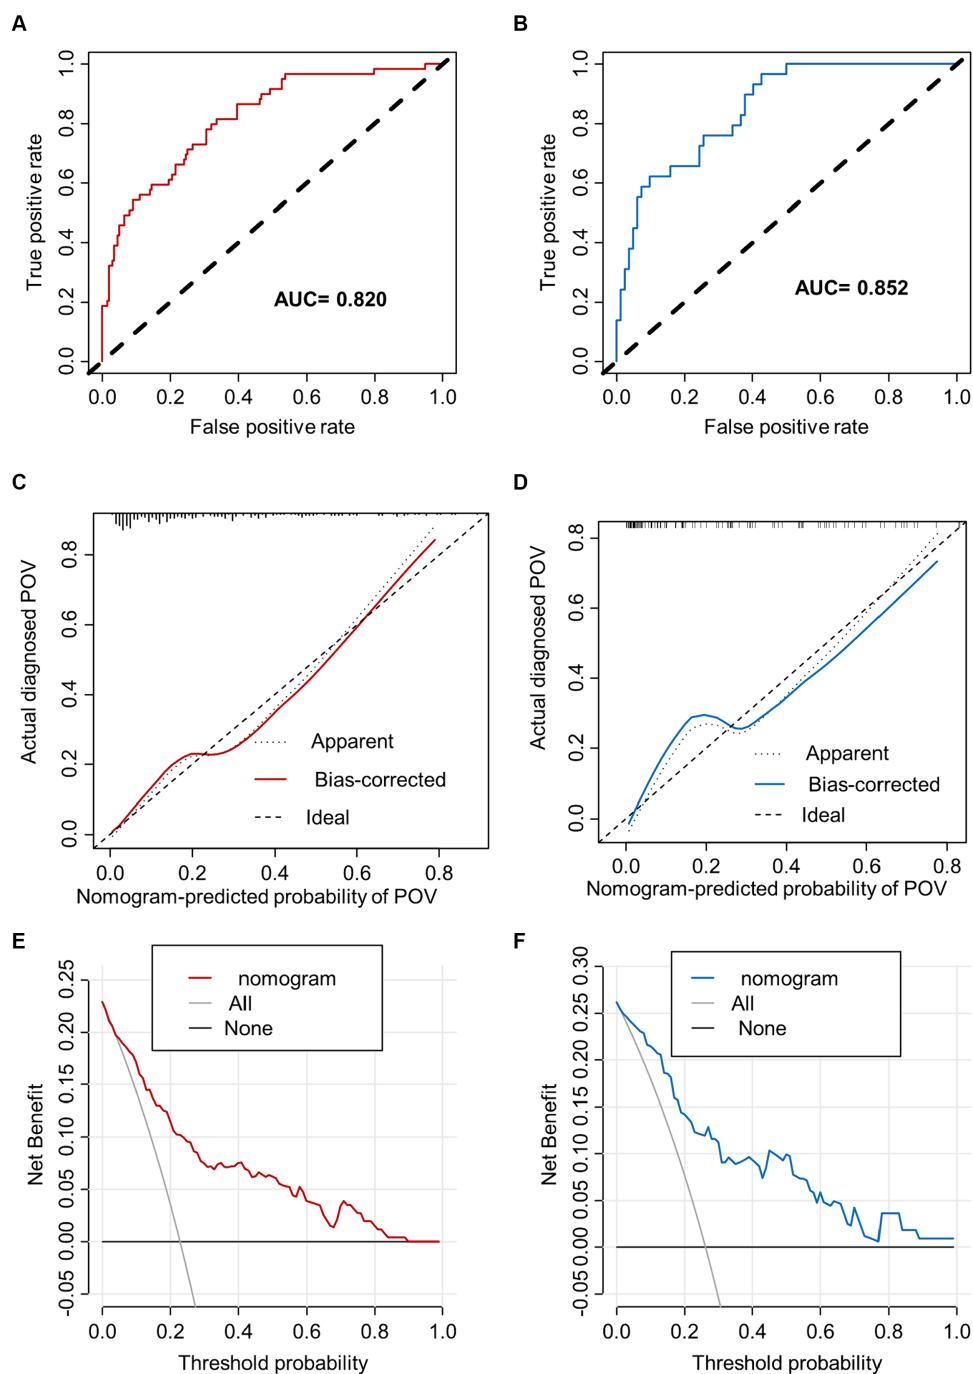 A
1.0
0.8
0.6
0.4
0.2
0.0
True positive rate
AUC= 0.820
0.0 0.2 0.4 0.6 0.8 1.0
False positive rate
B
1.0
0.8
0.6
0.4
0.2
0.0
True positive rate
AUC= 0.852
0.0 0.2 0.4 0.6 0.8 1.0
False positive rate
C
0.8
0.6
0.4
0.2
0.0
Actual diagnosed POV
Apparent
Bias-corrected
Ideal
0.0 0.2 0.4 0.6 0.8
Nomogram-predicted probability of POV
D
0.8
0.6
0.4
0.2
0.0
Actual diagnosed POV
Apparent
Bias-corrected
Ideal
0.0 0.2 0.4 0.6 0.8
Nomogram-predicted probability of POV
E
nomogram
All
None
0.25
0.20
0.15
0.10
0.05
0.00
-0.05
Net Benefit
0.0 0.2 0.4 0.6 0.8 1.0
Threshold probability
F
nomogram
All
None
0.30
0.25
0.20
0.15
0.10
0.05
0.00
-0.05
Net Benefit
0.0 0.2 0.4 0.6 0.8 1.0
Threshold probability